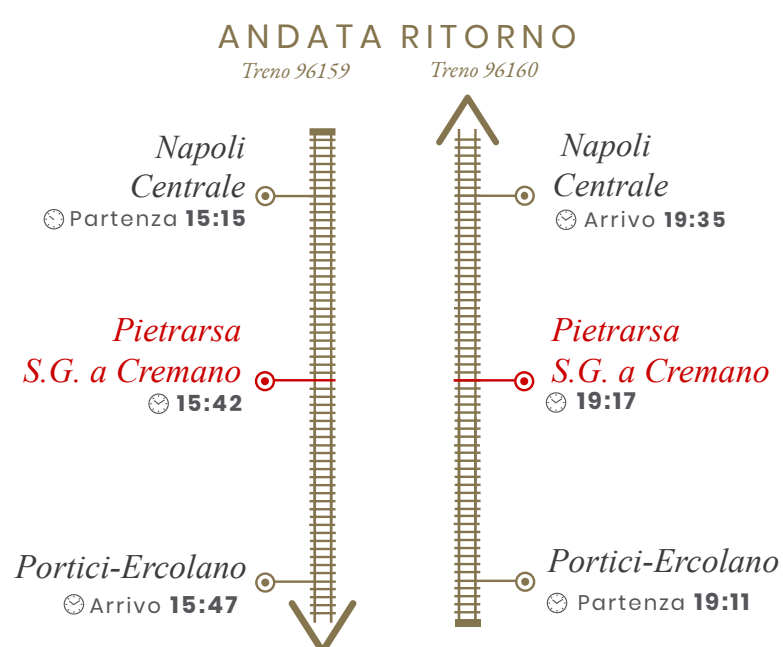 ANDATA RITORNO
Treno 96159 Treno 96160
Napoli
Centrale
Partenza 15:15
Pietrarsa
S.G. a Cremano
15:42
Portici-Ercolano
Arrivo 15:47
Napoli
Centrale
Arrivo 19:35
Pietrarsa
S.G. a Cremano
19:17
Portici-Ercolano
Partenza 19:11